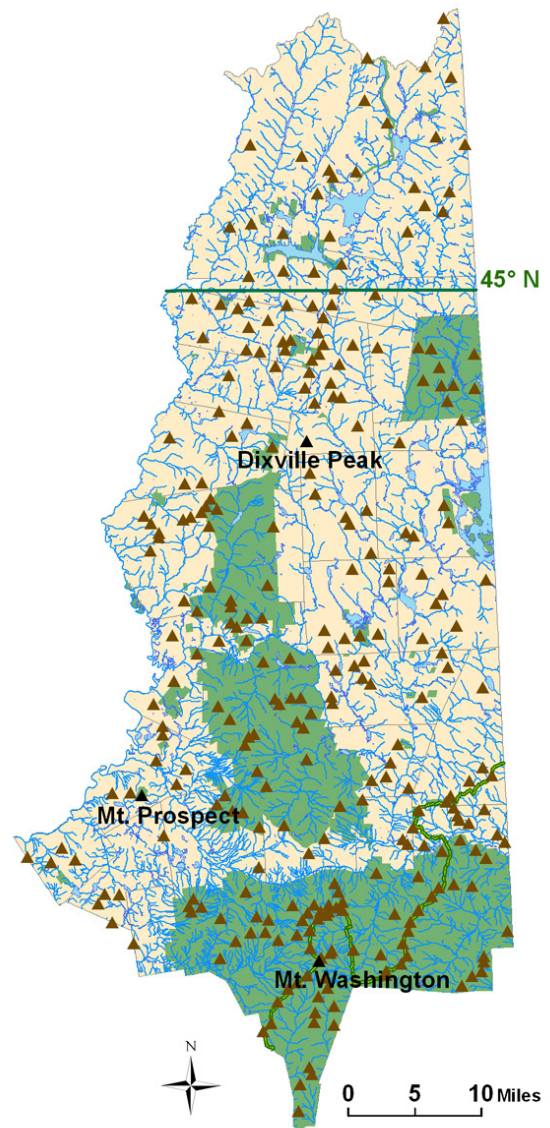 45° N
Dixville Peak
Mt. Prospect
Mt. Washington
N
0 5 10 Miles